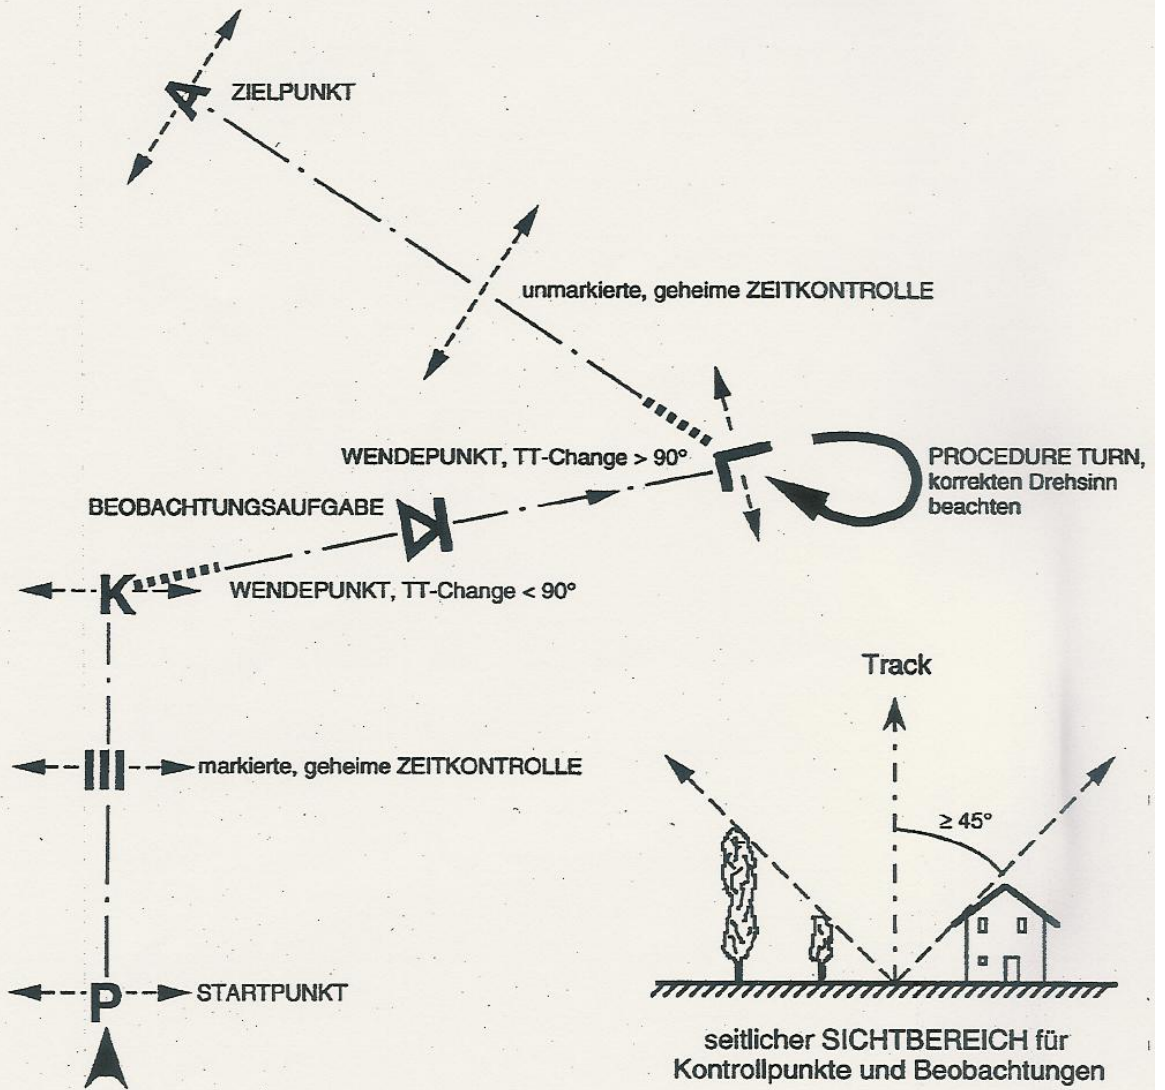 A ZIELPUNKT
unmarkierte, geheime ZEITKONTROLLE
WENDEPUNKT, TT-Change > 90°
PROCEDURE TURN,
korrekten Drehsinn
beachten
BEOBACHTUNGSAUFGABE
K
WENDEPUNKT, TT-Change < 90°
markierte, geheime ZEITKONTROLLE
P STARTPUNKT
Track
≥ 45°
seitlicher SICHTBEREICH für
Kontrollpunkte und Beobachtungen